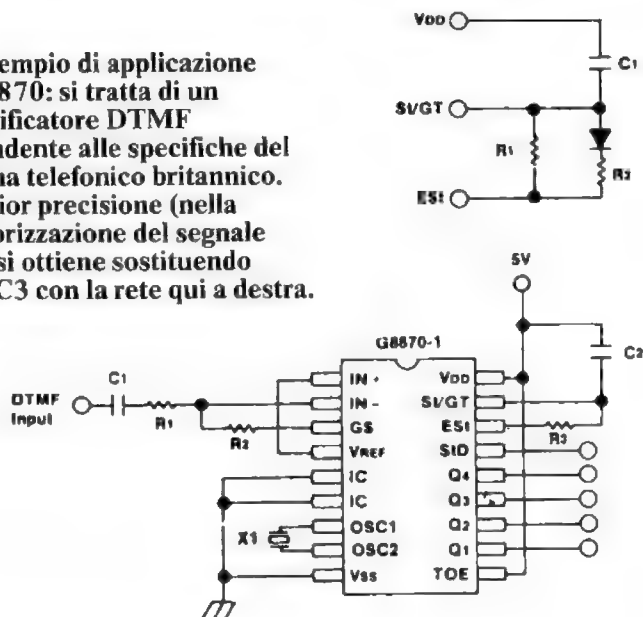 empio di applicazione
870: si tratta di un
ificatore DTMF
ndente alle specifiche del
na telefonico britannico.
ior precisione (nella
orizzazione del segnale
si ottiene sostituendo
C3 con la rete qui a destra.
VDD
C1
St/GT
R1
R2
ESt
5V
G8870-1
C2
DTMF
Input
C1
R1
R2
IN +
IN -
GS
VREF
IC
IC
OSC1
OSC2
VSS
X1
VDD
St/GT
ESt
StD
Q4
Q3
Q2
Q1
TOE
R3